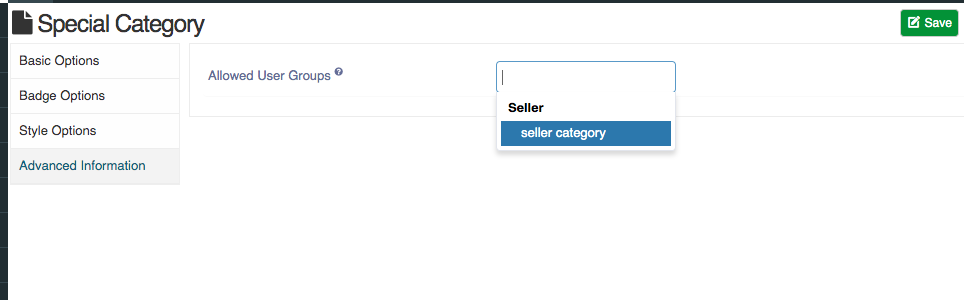 Special Category
Save
Basic Options
Badge Options
Style Options
Advanced Information
Allowed User Groups ?
Seller
seller category